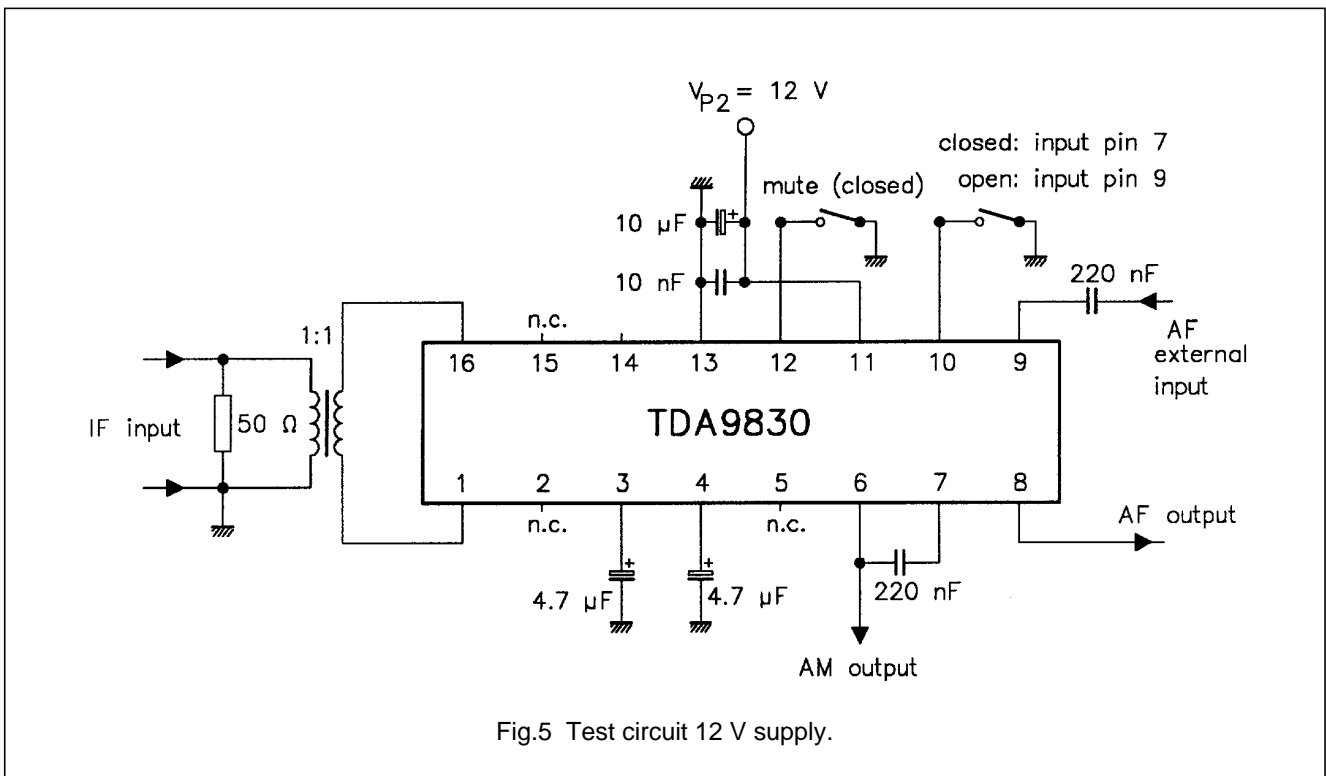 V_P2 = 12 V
closed: input pin 7
open: input pin 9
mute (closed)
10 µF
+
10 nF
220 nF
AF
external
input
1:1
n.c.
16 15 14 13 12 11 10 9
50 Ω
IF input
TDA9830
1 2 3 4 5 6 7 8
n.c. n.c.
AF output
+ +
4.7 µF 4.7 µF
220 nF
AM output
Fig.5 Test circuit 12 V supply.